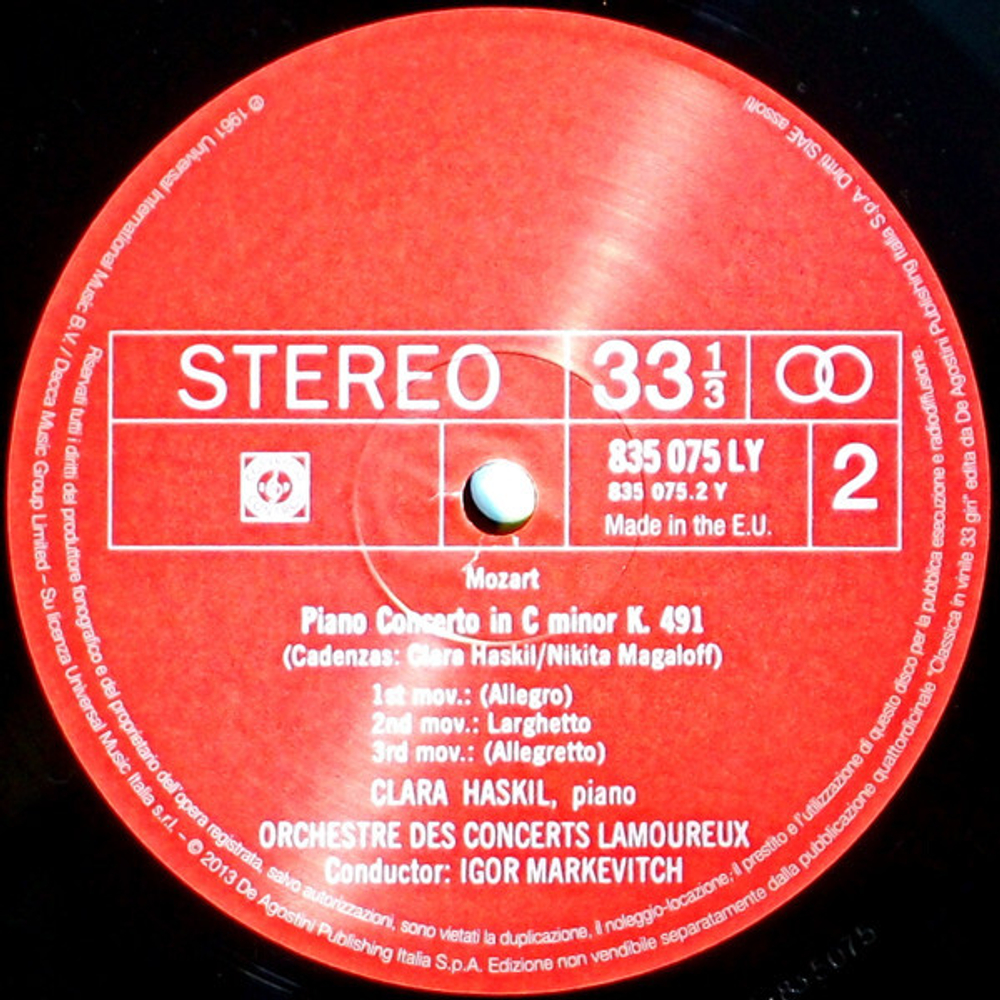 STEREO
33 1/3
835 075 LY
835 075.2 Y
Made in the E.U.
2
Mozart
Piano Concerto in C minor K. 491
(Cadenzas: Clara Haskil/Nikita Magaloff)
1st mov.: (Allegro)
2nd mov.: Larghetto
3rd mov.: (Allegretto)
CLARA HASKIL, piano
ORCHESTRE DES CONCERTS LAMOUREUX
Conductor: IGOR MARKEVITCH
℗ 1961 Universal International Music B.V. / Decca Music Group Limited – Su licenza Universal Music Italia s.r.l. – © 2013 De Agostini Publishing Italia S.p.A. Edizione non vendibile separatamente dalla pubblicazione quattordicinale "Classica in vinile 33 giri" edita da De Agostini Publishing Italia S.p.A. Diritti SIAE assolti
Riservati tutti i diritti del produttore fonografico e del proprietario dell'opera registrata, salvo autorizzazioni, sono vietati la duplicazione, il noleggio-locazione; il prestito e l'utilizzazione di questo disco per la pubblica esecuzione e radiodiffusione.
835075